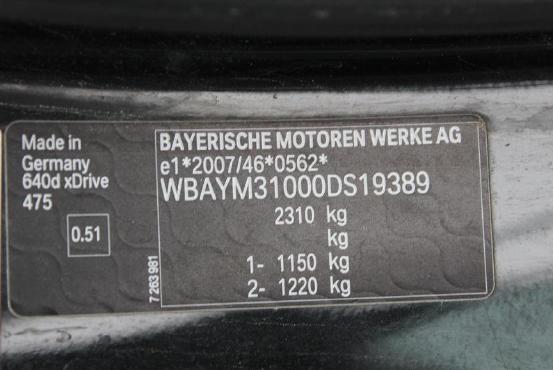 Made in
Germany
640d xDrive
475
0.51
7 263 981
BAYERISCHE MOTOREN WERKE AG
e1*2007/46*0562*
WBAYM31000DS19389
2310 kg
kg
1- 1150 kg
2- 1220 kg